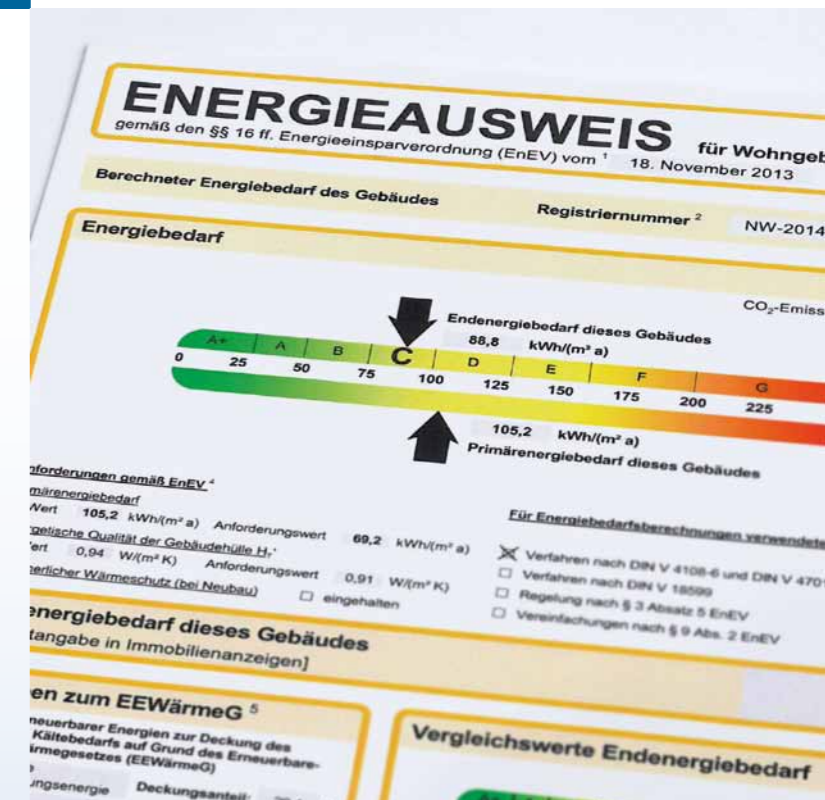 ENERGIEAUSWEIS für Wohngeb
gemäß den §§ 16 ff. Energieeinsparverordnung (EnEV) vom ¹ 18. November 2013
Berechneter Energiebedarf des Gebäudes Registriernummer ² NW-2014
Energiebedarf
CO₂-Emiss
Endenergiebedarf dieses Gebäudes
88,8 kWh/(m² a)
A+ A B C D E F G
0 25 50 75 100 125 150 175 200 225
105,2 kWh/(m² a)
Primärenergiebedarf dieses Gebäudes
nforderungen gemäß EnEV ⁴
märenergiebedarf
Wert 105,2 kWh/(m² a) Anforderungswert 69,2 kWh/(m² a)
getische Qualität der Gebäudehülle H_T'
ert 0,94 W/(m² K) Anforderungswert 0,91 W/(m² K)
erlicher Wärmeschutz (bei Neubau) ☐ eingehalten
Für Energiebedarfsberechnungen verwendete
☒ Verfahren nach DIN V 4108-6 und DIN V 470
☐ Verfahren nach DIN V 18599
☐ Regelung nach § 3 Absatz 5 EnEV
☐ Vereinfachungen nach § 9 Abs. 2 EnEV
energiebedarf dieses Gebäudes
tangabe in Immobilienanzeigen]
en zum EEWärmeG ⁵
neuerbarer Energien zur Deckung des
Kältebedarfs auf Grund des Erneuerbare-
ärmegesetzes (EEWärmeG)
ungsenergie Deckungsanteil:
Vergleichswerte Endenergiebedarf